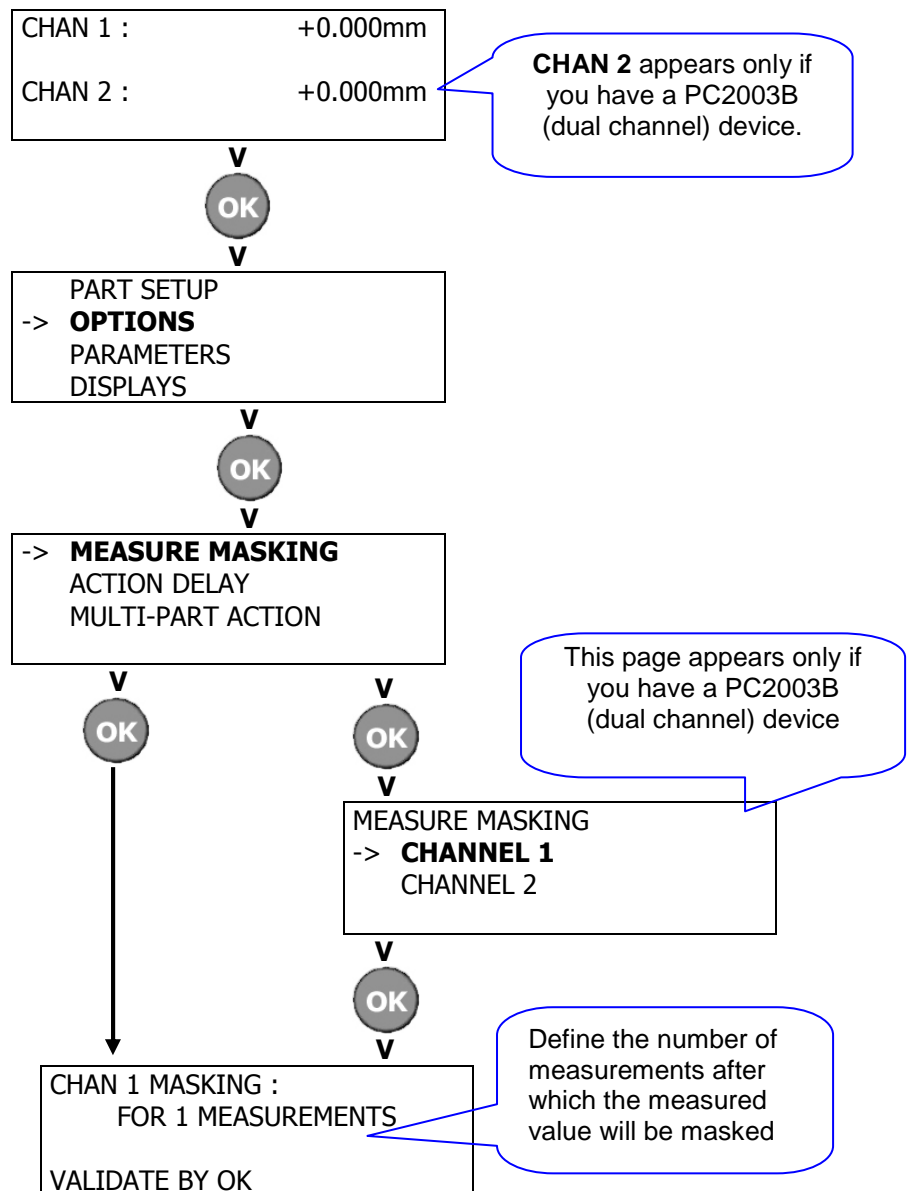 CHAN 1 : +0.000mm
CHAN 2 : +0.000mm
CHAN 2 appears only if
you have a PC2003B
(dual channel) device.
V
OK
V
PART SETUP
-> OPTIONS
PARAMETERS
DISPLAYS
V
OK
V
-> MEASURE MASKING
ACTION DELAY
MULTI-PART ACTION
This page appears only if
you have a PC2003B
(dual channel) device
V
OK
V
OK
V
MEASURE MASKING
-> CHANNEL 1
CHANNEL 2
V
OK
V
CHAN 1 MASKING :
FOR 1 MEASUREMENTS
VALIDATE BY OK
Define the number of
measurements after
which the measured
value will be masked